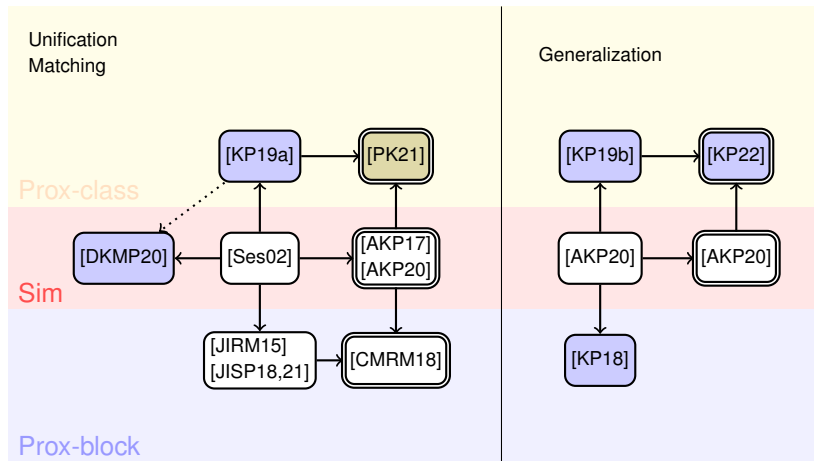 Unification
Matching
Generalization
[KP19a]
[PK21]
[KP19b]
[KP22]
Prox-class
[DKMP20]
[Ses02]
[AKP17]
[AKP20]
[AKP20]
[AKP20]
Sim
[JIRM15]
[JISP18,21]
[CMRM18]
[KP18]
Prox-block